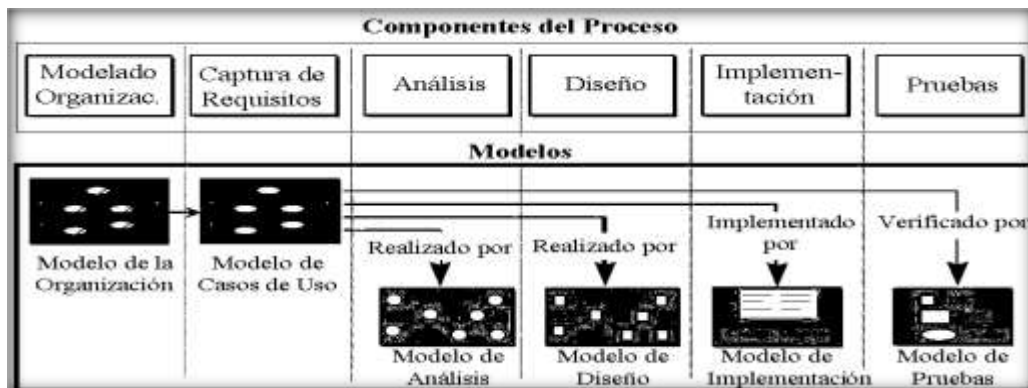 Componentes del Proceso
Modelado
Organizac.
Captura de
Requisitos
Análisis
Diseño
Implemen-
tación
Pruebas
Modelos
Modelo de la
Organización
Modelo de
Casos de Uso
Realizado por
Realizado por
Implementado
por
Verificado por
Modelo de
Análisis
Modelo de
Diseño
Modelo de
Implementación
Modelo de
Pruebas